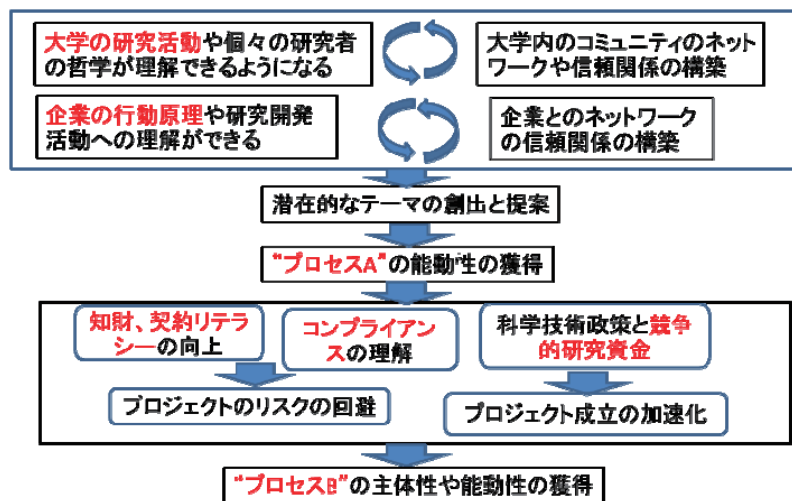 大学の研究活動や個々の研究者
の哲学が理解できるようになる
大学内のコミュニティのネット
ワークや信頼関係の構築
企業の行動原理や研究開発
活動への理解ができる
企業とのネットワーク
の信頼関係の構築
潜在的なテーマの創出と提案
“プロセスA”の能動性の獲得
知財、契約リテラ
シーの向上
コンプライアン
スの理解
科学技術政策と競争
的研究資金
プロジェクトのリスクの回避
プロジェクト成立の加速化
“プロセスB”の主体性や能動性の獲得